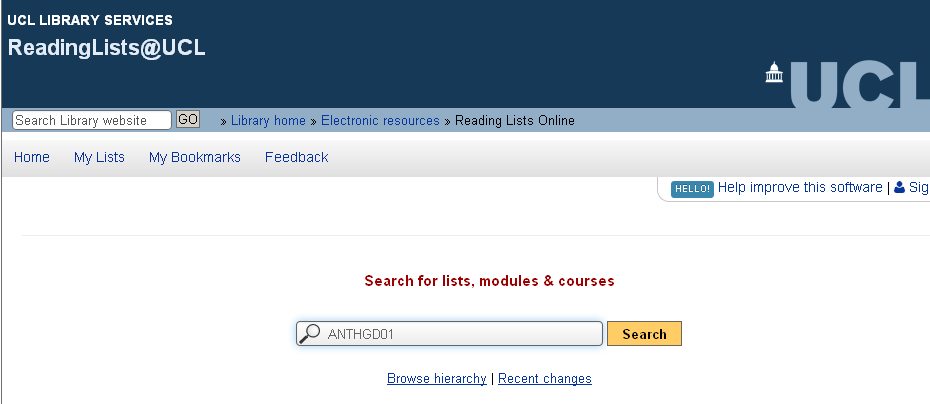 UCL LIBRARY SERVICES
ReadingLists@UCL
UCL
Search Library website GO » Library home » Electronic resources » Reading Lists Online
Home My Lists My Bookmarks Feedback
HELLO! Help improve this software | Sig
Search for lists, modules & courses
ANTHGD01 Search
Browse hierarchy | Recent changes